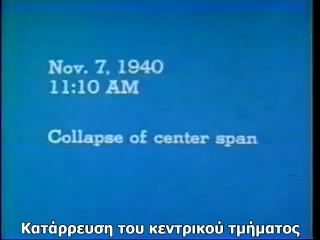 Nov. 7, 1940
11:10 AM
Collapse of center span
Κατάρρευση του κεντρικού τμήματος